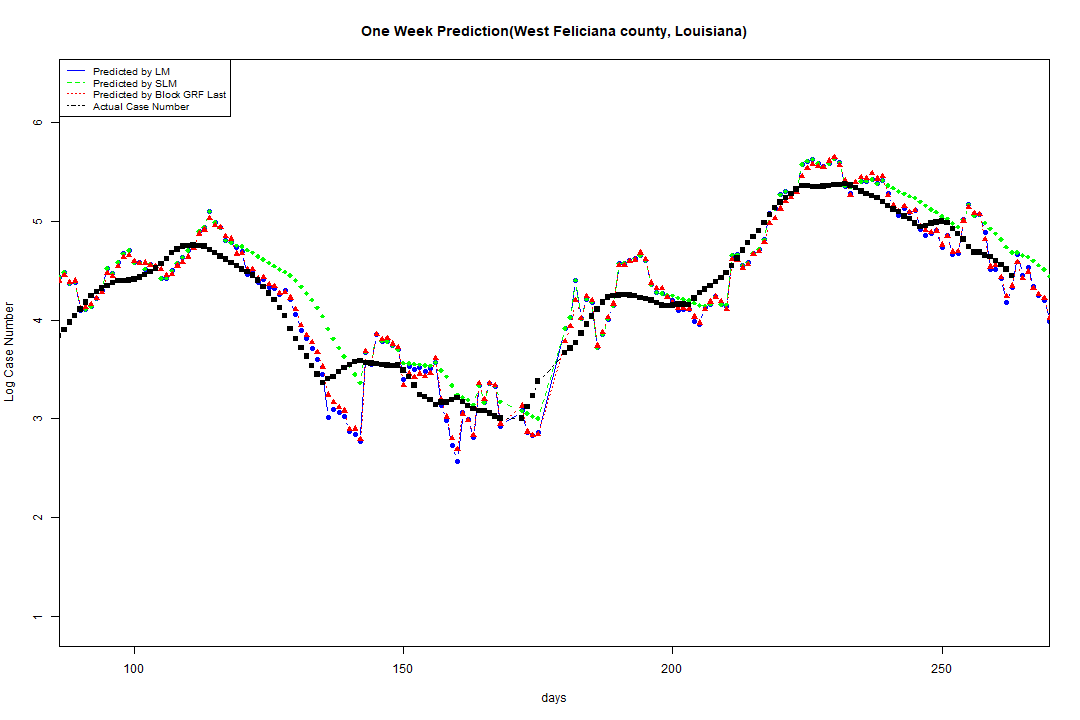 One Week Prediction(West Feliciana county, Louisiana)
Predicted by LM
Predicted by SLM
Predicted by Block GRF Last
Actual Case Number
Log Case Number
6
5
4
3
2
1
100 150 200 250
days